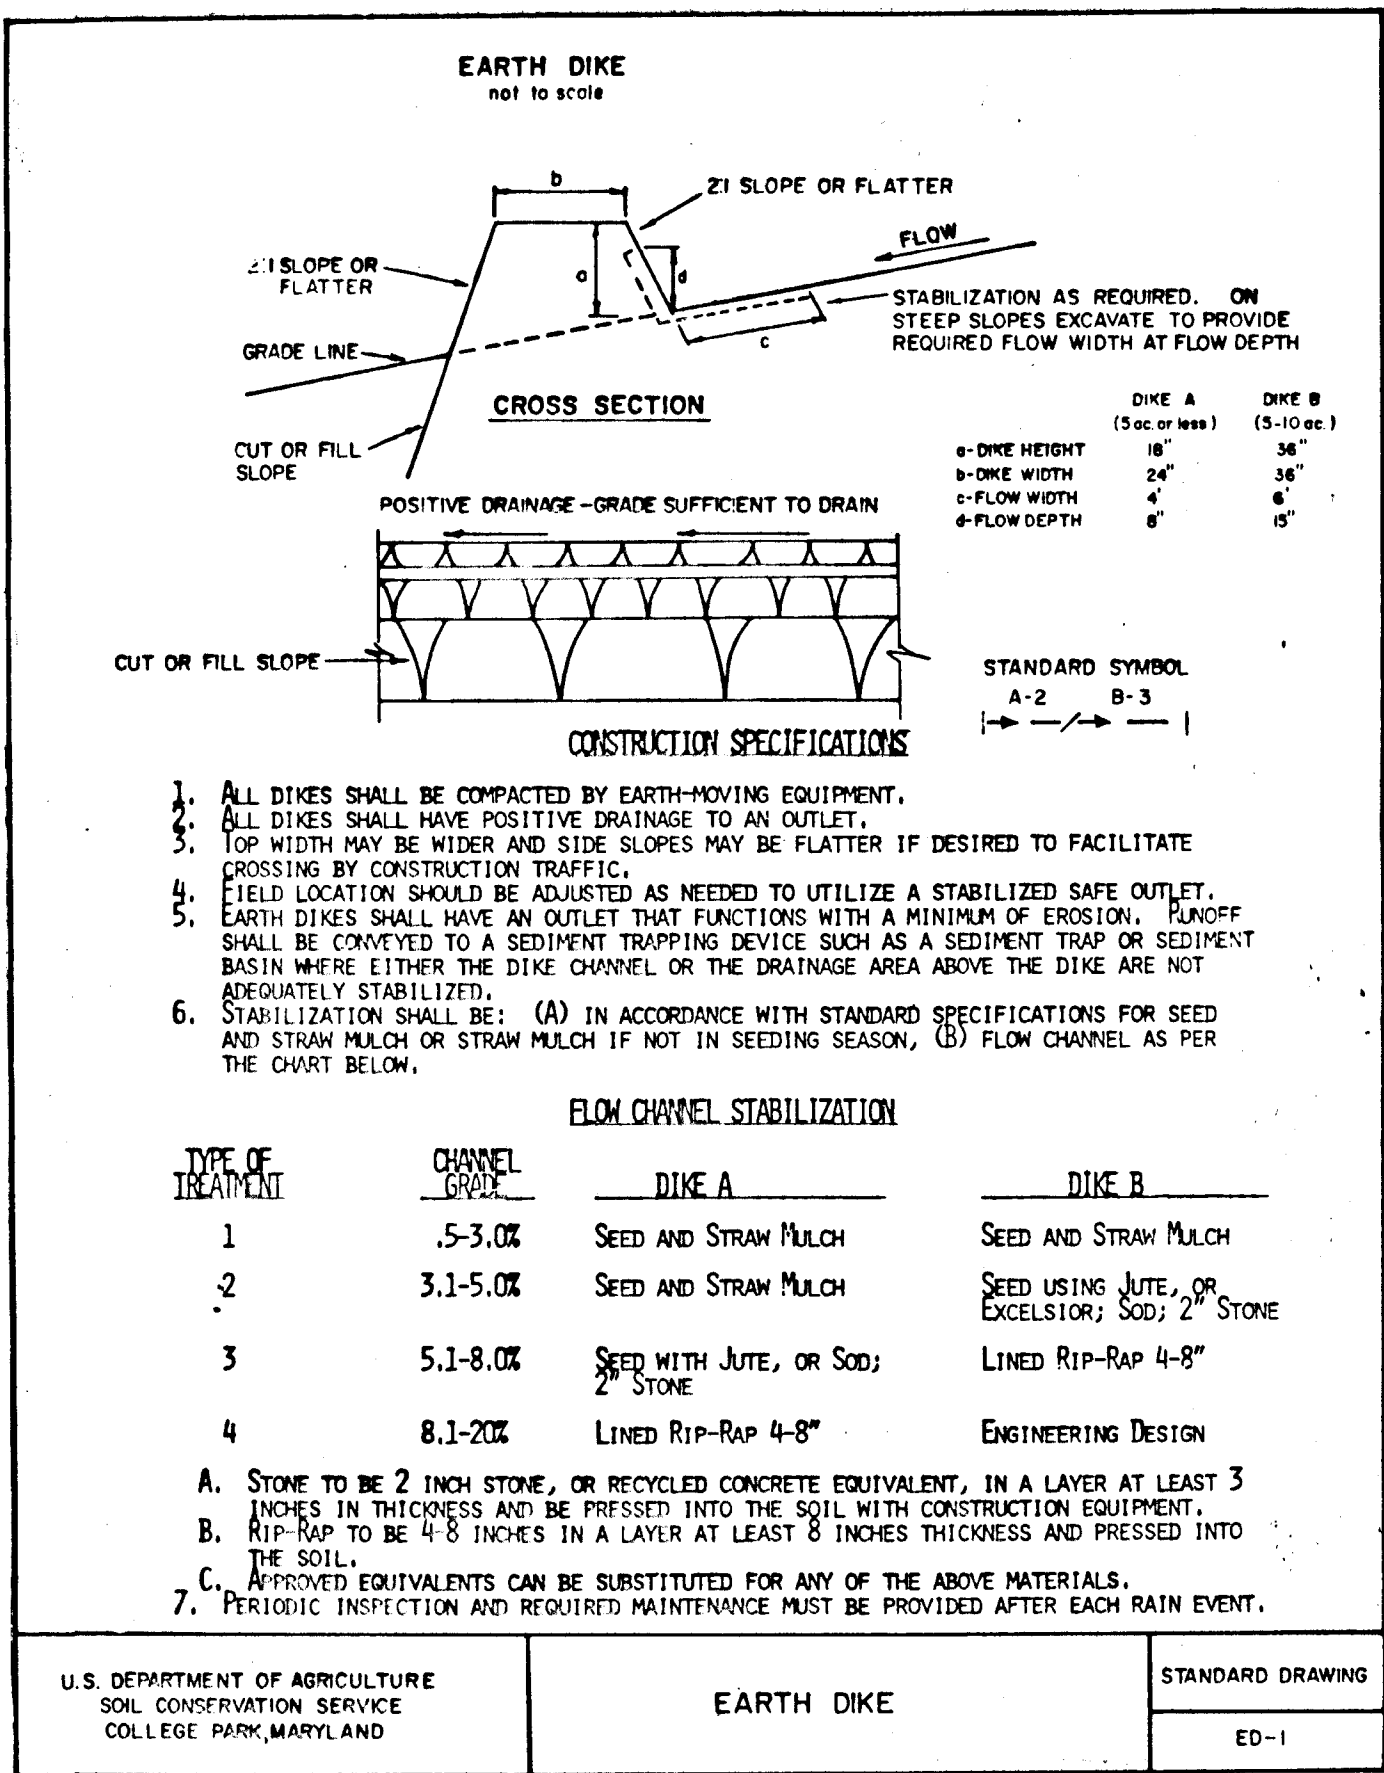 EARTH DIKE
not to scale
b
2:1 SLOPE OR FLATTER
FLOW
2:1 SLOPE OR
FLATTER
a
d
STABILIZATION AS REQUIRED. ON
STEEP SLOPES EXCAVATE TO PROVIDE
REQUIRED FLOW WIDTH AT FLOW DEPTH
c
GRADE LINE
CROSS SECTION
CUT OR FILL
SLOPE
DIKE A DIKE B
(5 ac. or less) (5-10 ac.)
a-DIKE HEIGHT 18" 36"
b-DIKE WIDTH 24" 36"
c-FLOW WIDTH 4' 6'
d-FLOW DEPTH 8" 15"
POSITIVE DRAINAGE-GRADE SUFFICIENT TO DRAIN
CUT OR FILL SLOPE
STANDARD SYMBOL
A-2 B-3
CONSTRUCTION SPECIFICATIONS
1. ALL DIKES SHALL BE COMPACTED BY EARTH-MOVING EQUIPMENT.
2. ALL DIKES SHALL HAVE POSITIVE DRAINAGE TO AN OUTLET.
3. TOP WIDTH MAY BE WIDER AND SIDE SLOPES MAY BE FLATTER IF DESIRED TO FACILITATE
CROSSING BY CONSTRUCTION TRAFFIC.
4. FIELD LOCATION SHOULD BE ADJUSTED AS NEEDED TO UTILIZE A STABILIZED SAFE OUTLET.
5. EARTH DIKES SHALL HAVE AN OUTLET THAT FUNCTIONS WITH A MINIMUM OF EROSION. RUNOFF
SHALL BE CONVEYED TO A SEDIMENT TRAPPING DEVICE SUCH AS A SEDIMENT TRAP OR SEDIMENT
BASIN WHERE EITHER THE DIKE CHANNEL OR THE DRAINAGE AREA ABOVE THE DIKE ARE NOT
ADEQUATELY STABILIZED.
6. STABILIZATION SHALL BE: (A) IN ACCORDANCE WITH STANDARD SPECIFICATIONS FOR SEED
AND STRAW MULCH OR STRAW MULCH IF NOT IN SEEDING SEASON, (B) FLOW CHANNEL AS PER
THE CHART BELOW.
FLOW CHANNEL STABILIZATION
TYPE OF CHANNEL
TREATMENT GRADE DIKE A DIKE B
1 .5-3.0% SEED AND STRAW MULCH SEED AND STRAW MULCH
2 3.1-5.0% SEED AND STRAW MULCH SEED USING JUTE, OR
EXCELSIOR; SOD; 2" STONE
3 5.1-8.0% SEED WITH JUTE, OR SOD; LINED RIP-RAP 4-8"
2" STONE
4 8.1-20% LINED RIP-RAP 4-8" ENGINEERING DESIGN
A. STONE TO BE 2 INCH STONE, OR RECYCLED CONCRETE EQUIVALENT, IN A LAYER AT LEAST 3
INCHES IN THICKNESS AND BE PRESSED INTO THE SOIL WITH CONSTRUCTION EQUIPMENT.
B. RIP-RAP TO BE 4-8 INCHES IN A LAYER AT LEAST 8 INCHES THICKNESS AND PRESSED INTO
THE SOIL.
C. APPROVED EQUIVALENTS CAN BE SUBSTITUTED FOR ANY OF THE ABOVE MATERIALS.
7. PERIODIC INSPECTION AND REQUIRED MAINTENANCE MUST BE PROVIDED AFTER EACH RAIN EVENT.
U.S. DEPARTMENT OF AGRICULTURE
SOIL CONSERVATION SERVICE
COLLEGE PARK, MARYLAND
EARTH DIKE
STANDARD DRAWING
ED-1